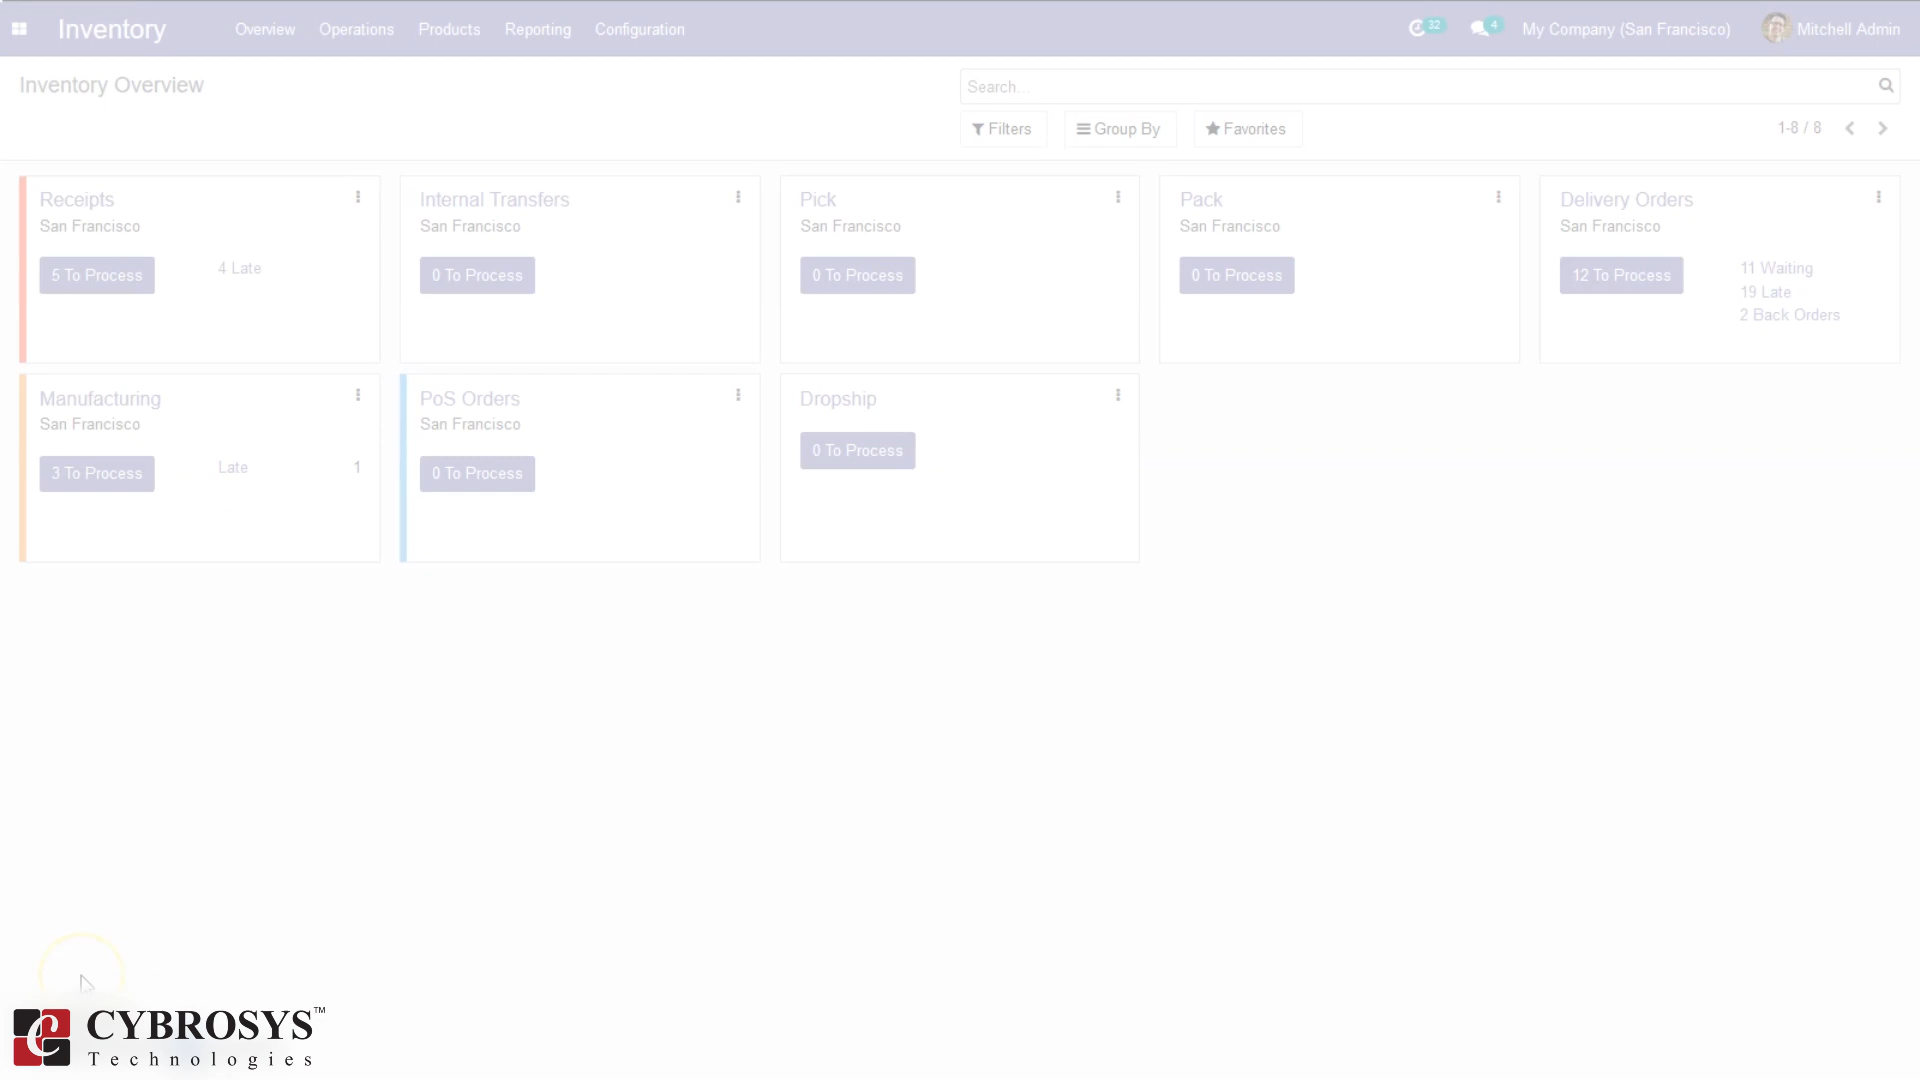 Inventory Overview Operations Products Reporting Configuration 32 4 My Company (San Francisco) Mitchell Admin
Inventory Overview
Search...
Filters Group By Favorites 1-8 / 8
Receipts
San Francisco
5 To Process 4 Late
Internal Transfers
San Francisco
0 To Process
Pick
San Francisco
0 To Process
Pack
San Francisco
0 To Process
Delivery Orders
San Francisco
12 To Process 11 Waiting
19 Late
2 Back Orders
Manufacturing
San Francisco
3 To Process Late 1
PoS Orders
San Francisco
0 To Process
Dropship
0 To Process
CYBROSYS™
Technologies